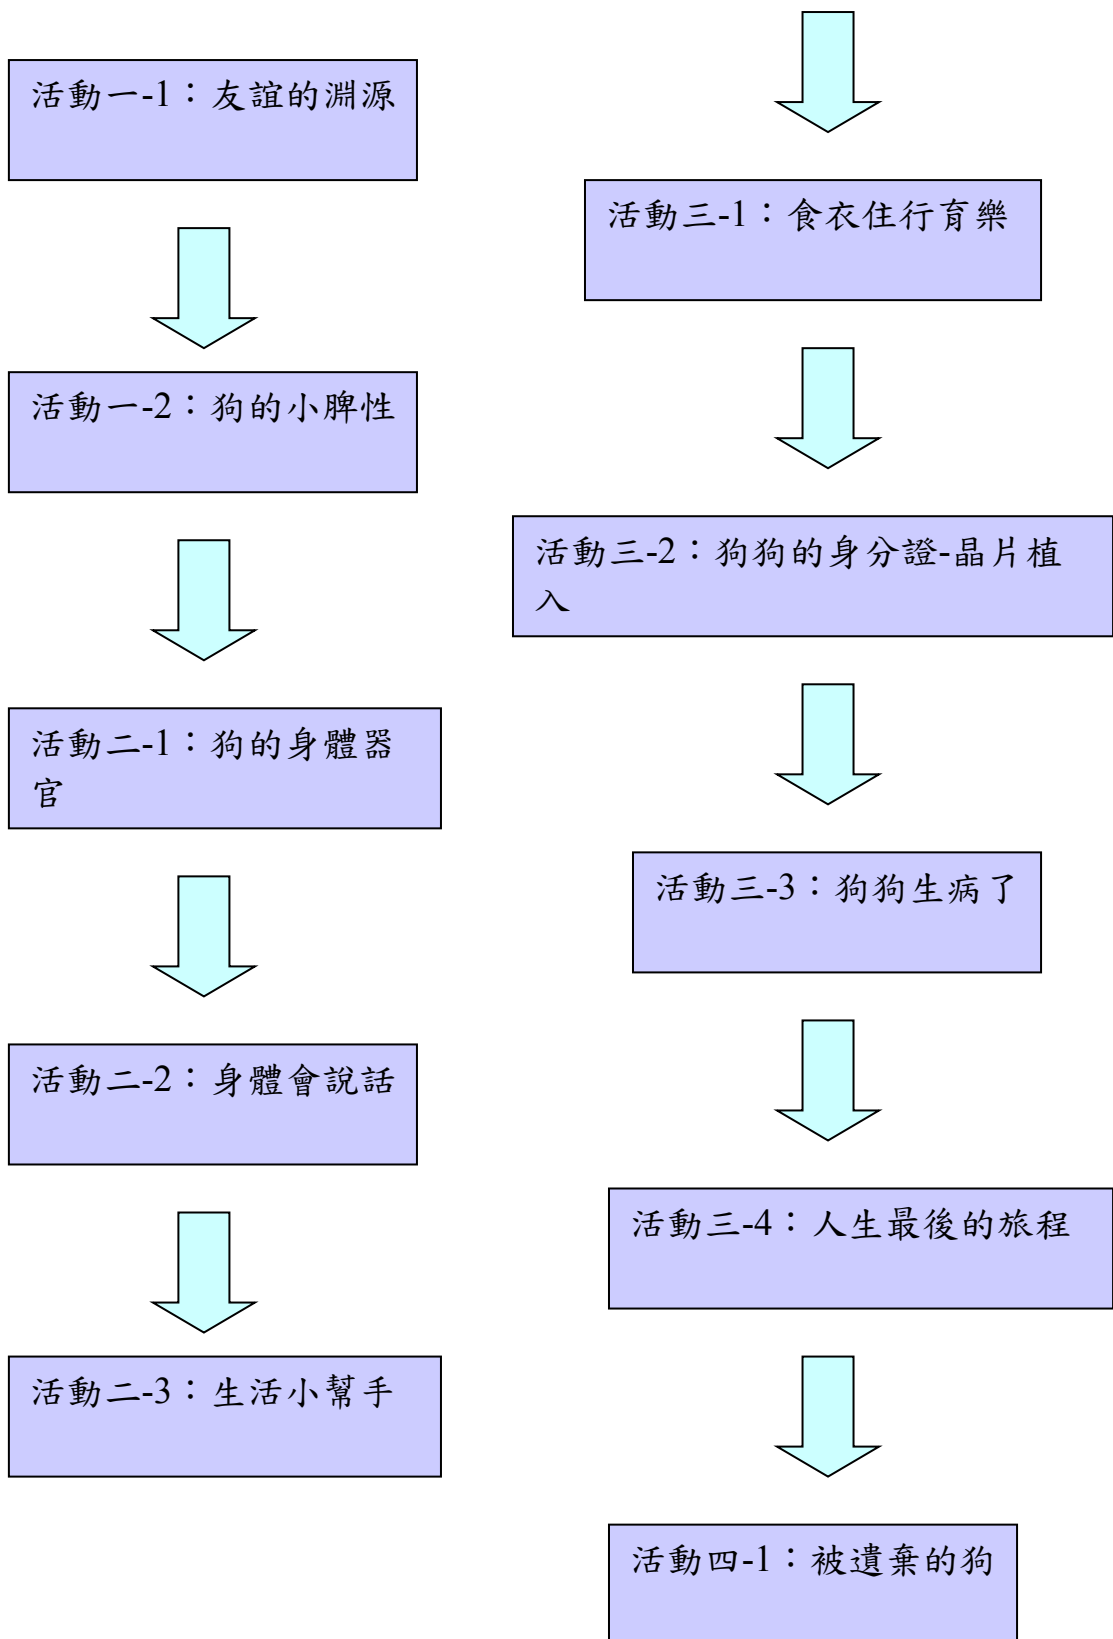 活動一-1：友誼的淵源
活動一-2：狗的小脾性
活動二-1：狗的身體器
官
活動二-2：身體會說話
活動二-3：生活小幫手
活動三-1：食衣住行育樂
活動三-2：狗狗的身分證-晶片植
入
活動三-3：狗狗生病了
活動三-4：人生最後的旅程
活動四-1：被遺棄的狗